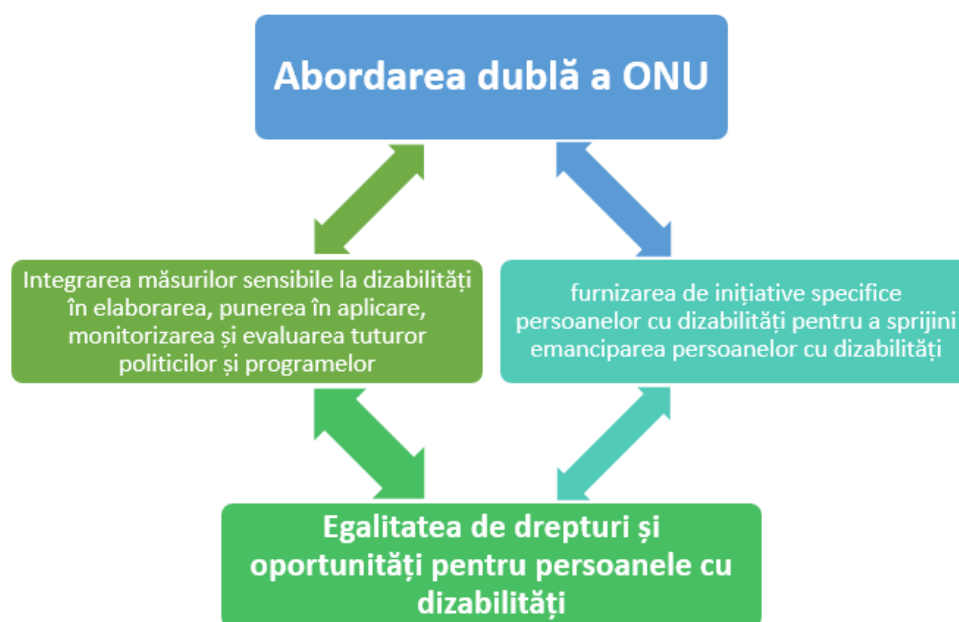 Abordarea dublă a ONU
Integrarea măsurilor sensibile la dizabilități
în elaborarea, punerea în aplicare,
monitorizarea și evaluarea tuturor
politicilor și programelor
furnizarea de inițiative specifice
persoanelor cu dizabilități pentru a sprijini
emanciparea persoanelor cu dizabilități
Egalitatea de drepturi și
oportunități pentru persoanele cu
dizabilități